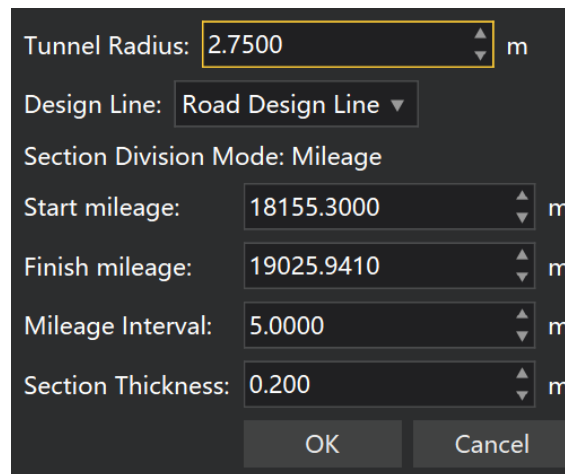 Tunnel Radius: 2.7500 m
Design Line: Road Design Line
Section Division Mode: Mileage
Start mileage: 18155.3000 m
Finish mileage: 19025.9410 m
Mileage Interval: 5.0000 m
Section Thickness: 0.200 m
OK Cancel